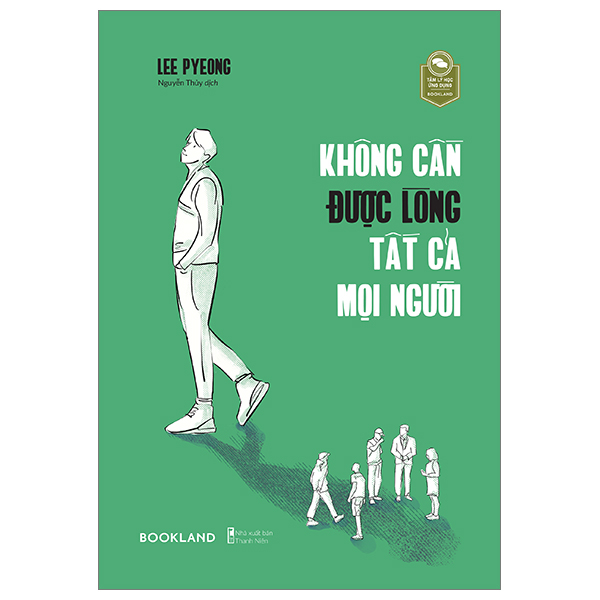 LEE PYEONG
Nguyễn Thủy dịch
TÂM LÝ HỌC
ỨNG DỤNG
BOOKLAND
KHÔNG CẦN
ĐƯỢC LÒNG
TẤT CẢ
MỌI NGƯỜI
BOOKLAND
Nhà xuất bản
Thanh Niên